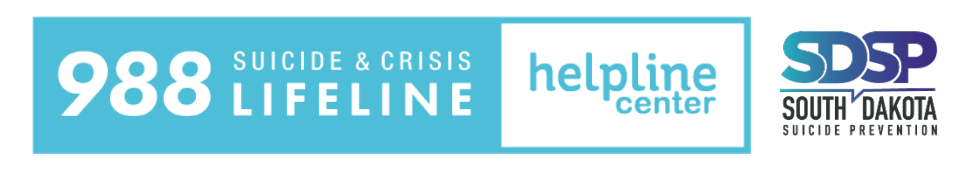 988 SUICIDE & CRISIS
LIFELINE
helpline
center
SDSP
SOUTH DAKOTA
SUICIDE PREVENTION